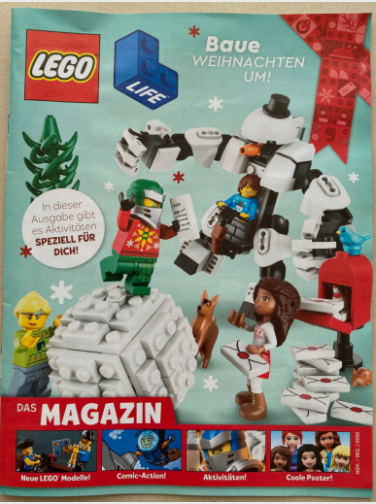 LEGO
LIFE
Baue
WEIHNACHTEN
UM!
In dieser
Ausgabe gibt
es Aktivitäten
SPEZIELL FÜR
DICH!
DAS MAGAZIN
Neue LEGO® Modelle!
Comic-Action!
Aktivitäten!
Coole Poster!